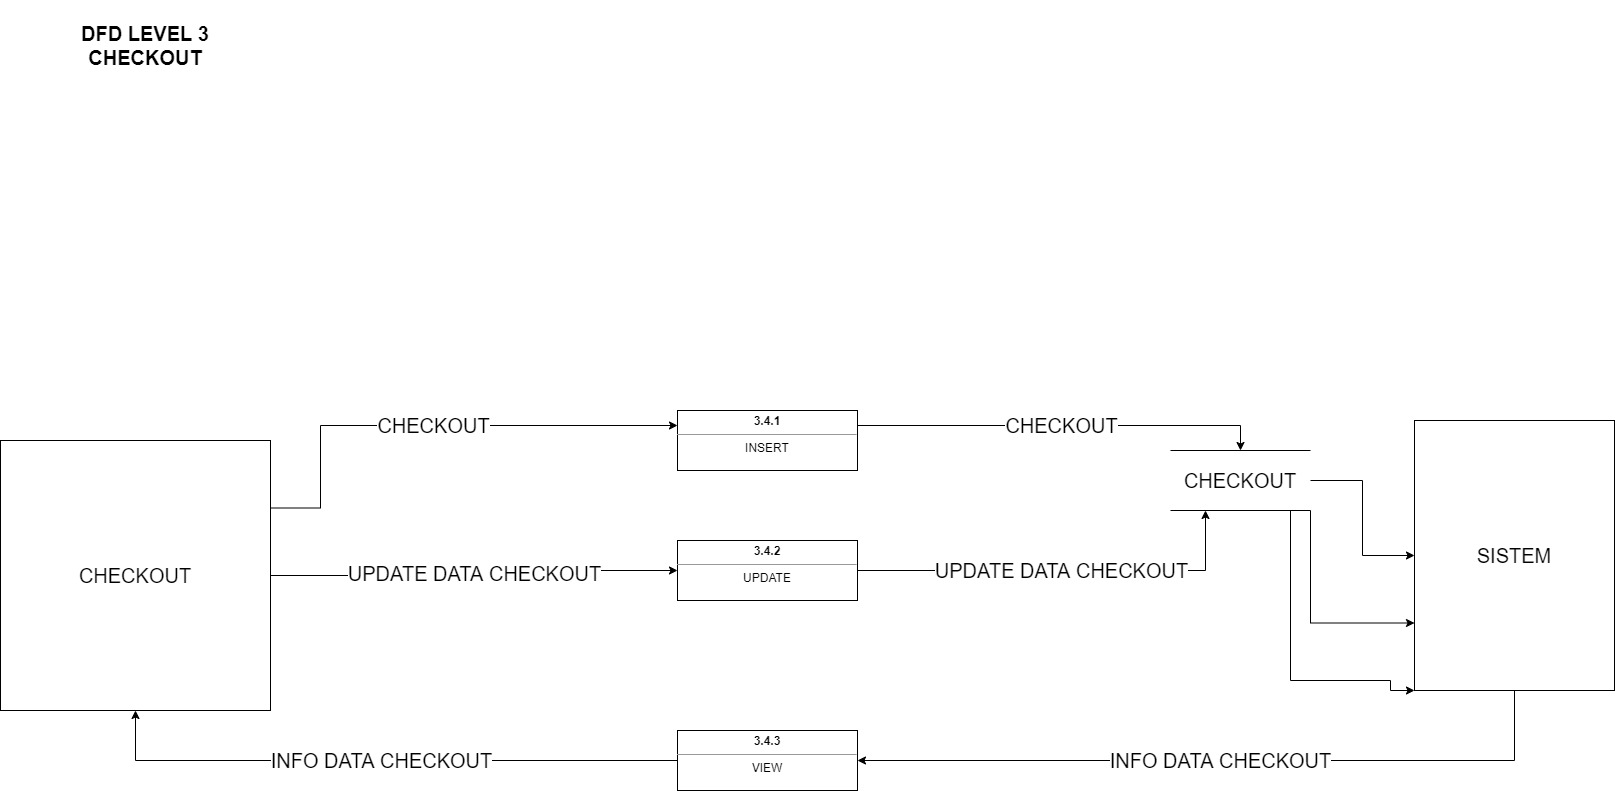 DFD LEVEL 3
CHECKOUT
CHECKOUT
3.4.1
INSERT
CHECKOUT
CHECKOUT
CHECKOUT
UPDATE DATA CHECKOUT
3.4.2
UPDATE
UPDATE DATA CHECKOUT
SISTEM
INFO DATA CHECKOUT
3.4.3
VIEW
INFO DATA CHECKOUT